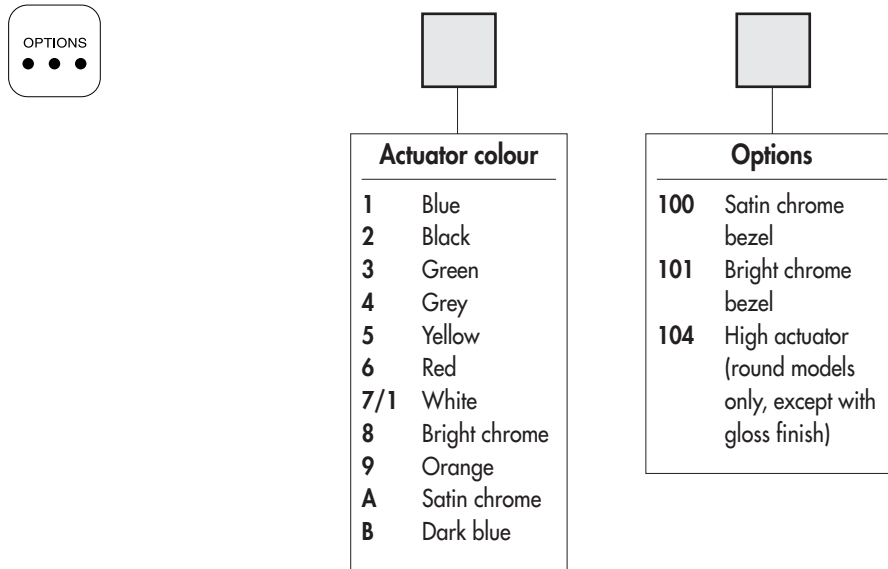 OPTIONS
Actuator colour
1 Blue
2 Black
3 Green
4 Grey
5 Yellow
6 Red
7/1 White
8 Bright chrome
9 Orange
A Satin chrome
B Dark blue
Options
100 Satin chrome
bezel
101 Bright chrome
bezel
104 High actuator
(round models
only, except with
gloss finish)